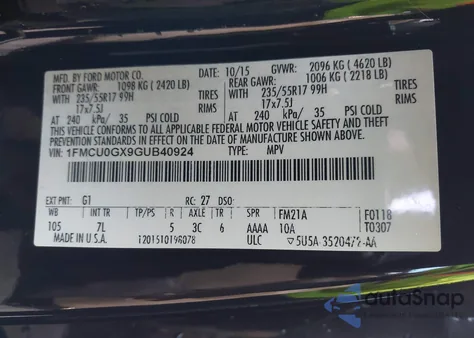 MFD. BY FORD MOTOR CO.
10/15 GVWR: 2096 KG (4620 LB)
FRONT GAWR: 1098 KG (2420 LB) REAR GAWR: 1006 KG (2218 LB)
WITH 235/55R17 99H TIRES WITH 235/55R17 99H TIRES
17x7.5J RIMS 17x7.5J RIMS
AT 240 kPa/ 35 PSI COLD AT 240 kPa/ 35 PSI COLD
THIS VEHICLE CONFORMS TO ALL APPLICABLE FEDERAL MOTOR VEHICLE SAFETY, BUMPER, AND THEFT
PREVENTION STANDARDS IN EFFECT ON THE DATE OF MANUFACTURE SHOWN ABOVE.
VIN: 1FMCU0GX9GUB40924 TYPE: MPV
EXT PNT: G1 RC: 27 DSO:
WB INT TR TP/PS R AXLE TR SPR FM21A F0118
105 7L 5 3C 6 AAAA 10A T0307
MADE IN U.S.A. ULC 5U5A-3520472-AA
autoSnap
www.autosnap.com